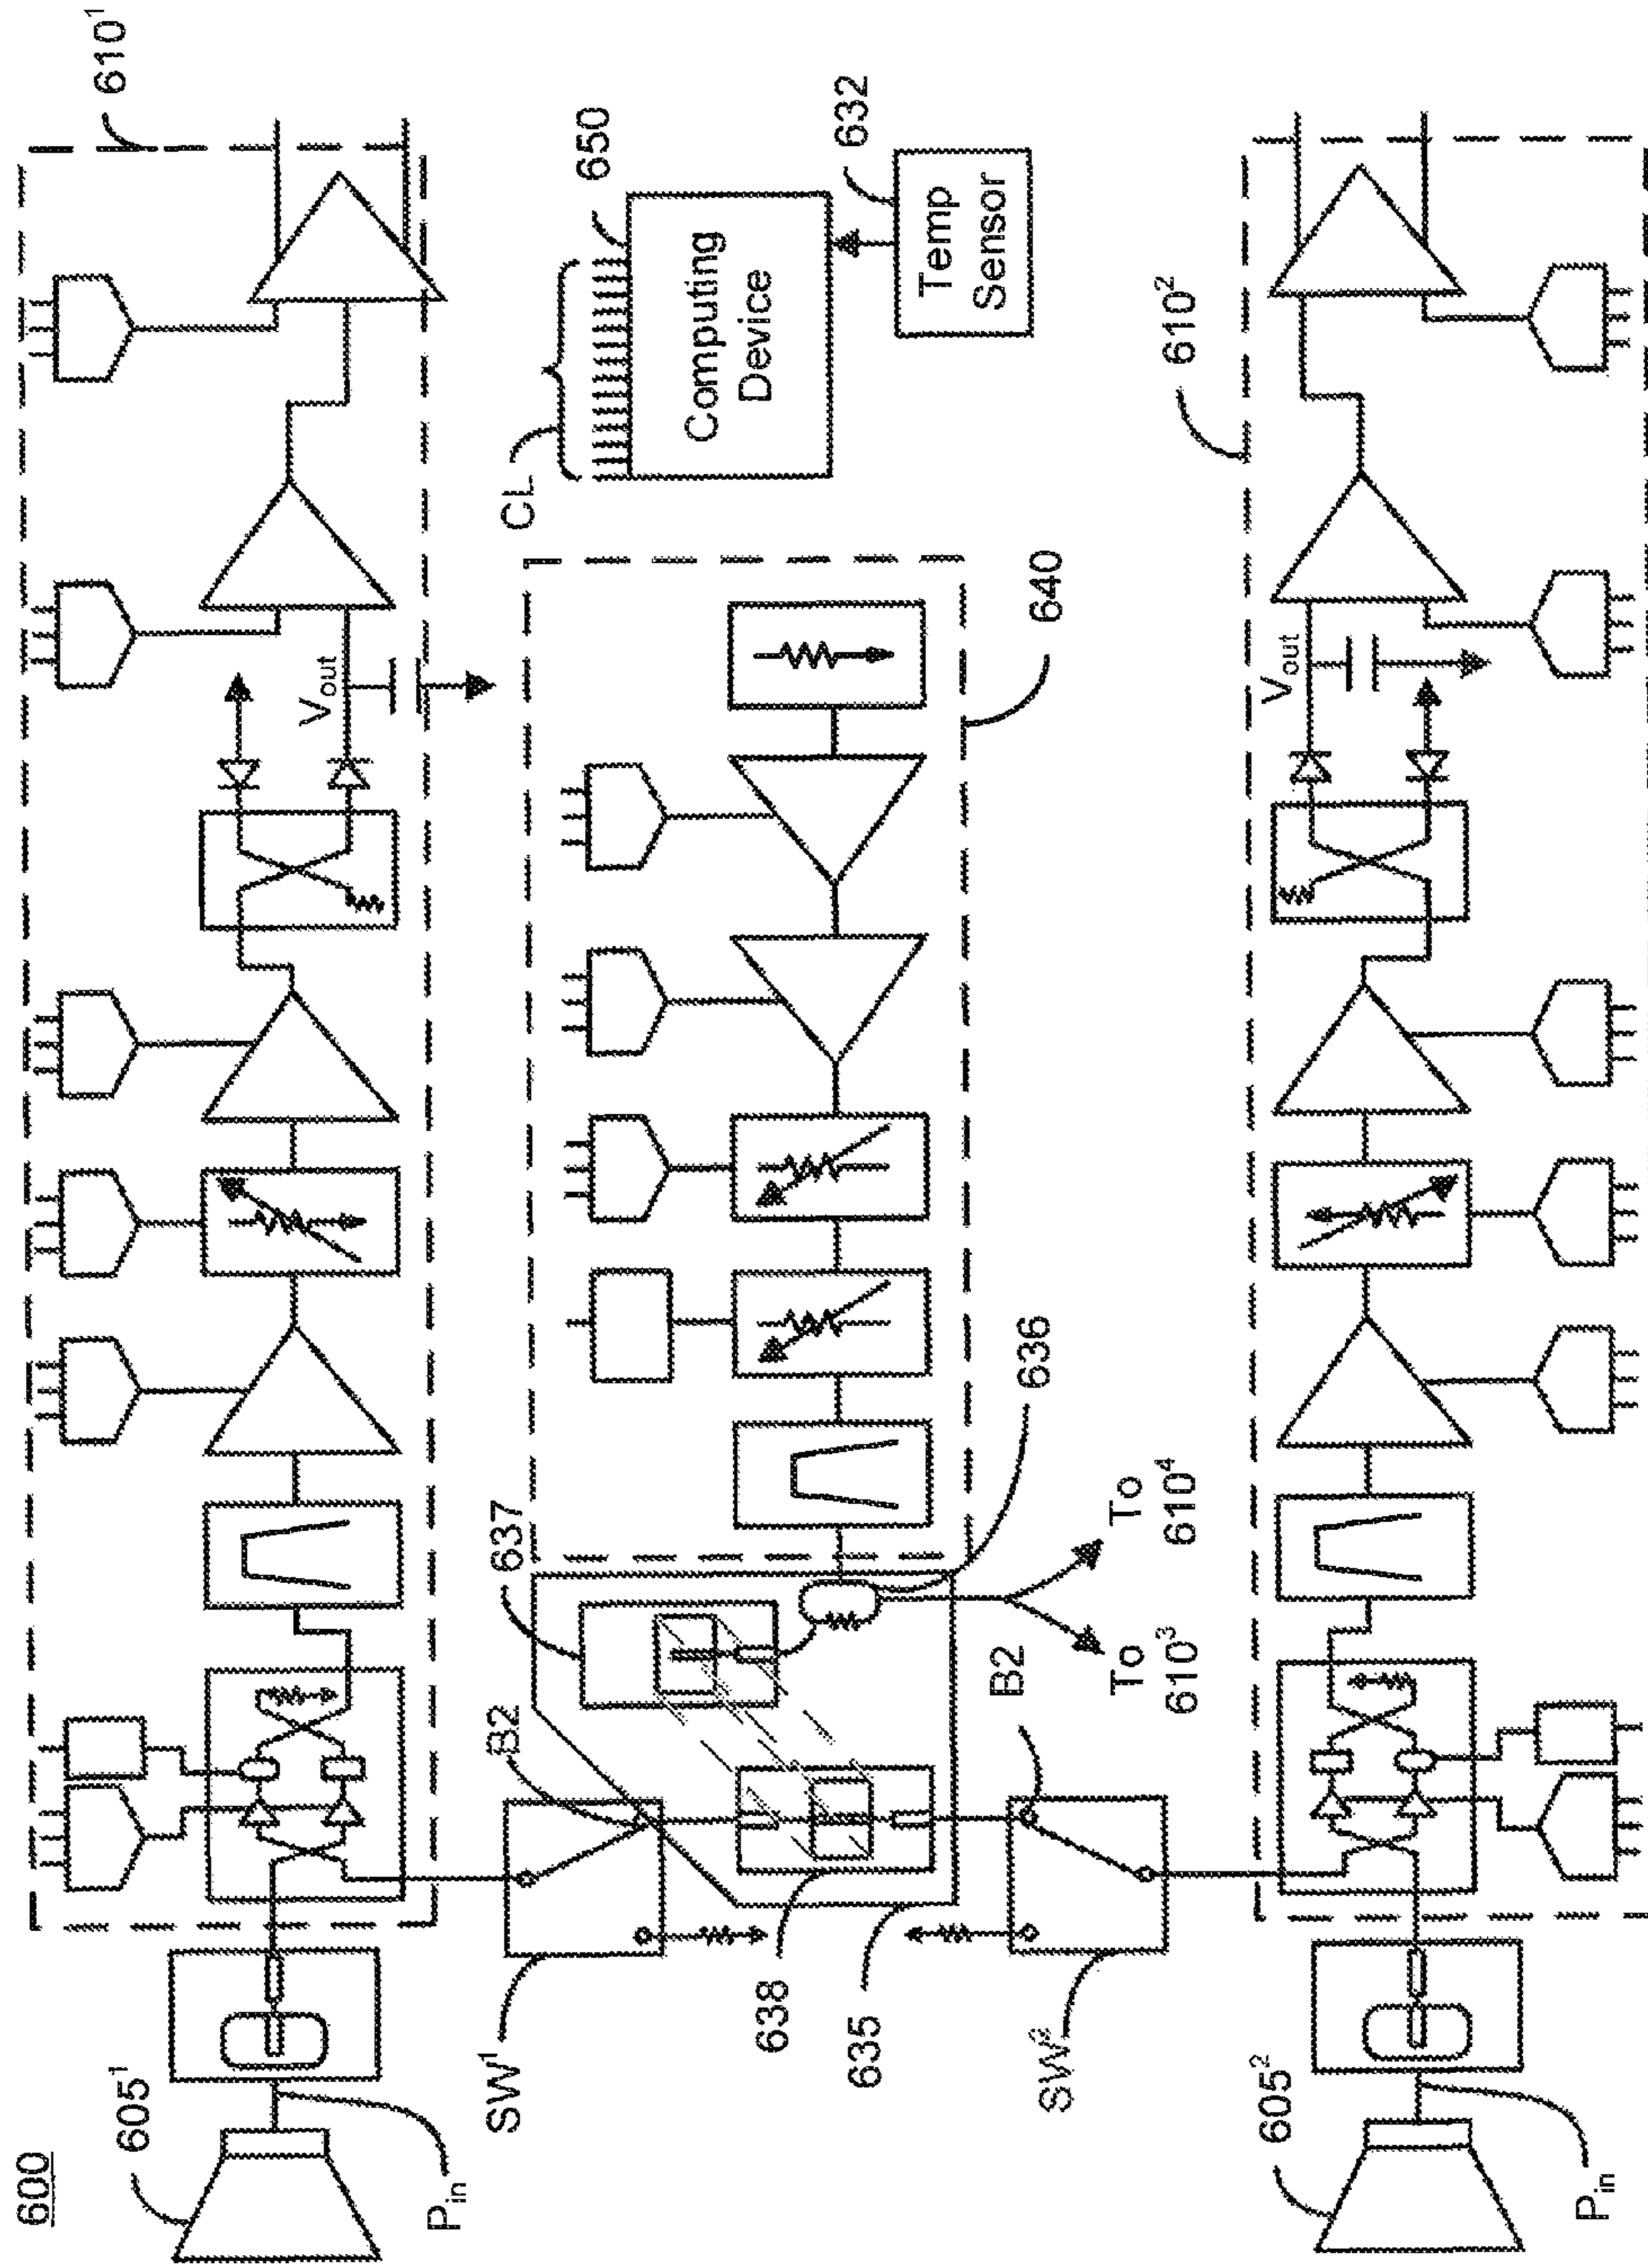 600
605¹
P_in
610¹
V_out
SW¹
B2
637
638
635
SW²
B2
636
To 610³
To 610⁴
640
CL
650
Computing
Device
632
Temp
Sensor
605²
P_in
610²
V_out